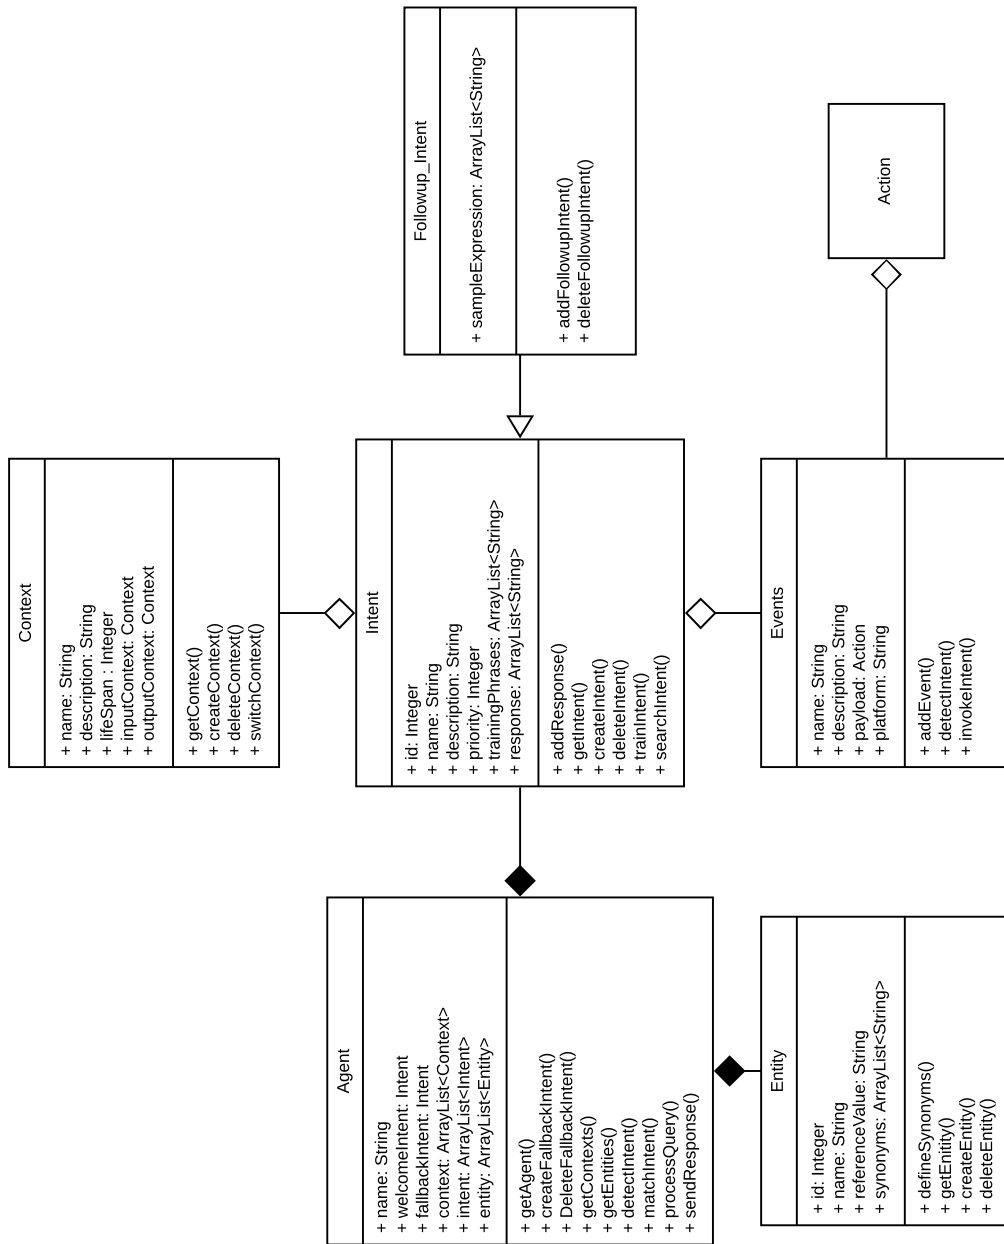 Agent
+ name: String
+ welcomeIntent: Intent
+ fallbackIntent: Intent
+ context: ArrayList<Context>
+ intent: ArrayList<Intent>
+ entity: ArrayList<Entity>
+ getAgent()
+ createFallbackIntent()
+ DeleteFallbackIntent()
+ getContexts()
+ getEntities()
+ detectIntent()
+ matchIntent()
+ processQuery()
+ sendResponse()
Entity
+ id: Integer
+ name: String
+ referenceValue: String
+ synonyms: ArrayList<String>
+ defineSynonyms()
+ getEnitity()
+ createEntity()
+ deleteEntity()
Context
+ name: String
+ description: String
+ lifeSpan : Integer
+ inputContext: Context
+ outputContext: Context
+ getContext()
+ createContext()
+ deleteContext()
+ switchContext()
Intent
+ id: Integer
+ name: String
+ description: String
+ priority: Integer
+ trainingPhrases: ArrayList<String>
+ response: ArrayList<String>
+ addResponse()
+ getIntent()
+ createIntent()
+ deleteIntent()
+ trainIntent()
+ searchIntent()
Events
+ name: String
+ description: String
+ payload: Action
+ platform: String
+ addEvent()
+ detectIntent()
+ invokeIntent()
Followup_Intent
+ sampleExpression: ArrayList<String>
+ addFollowupIntent()
+ deleteFollowupIntent()
Action